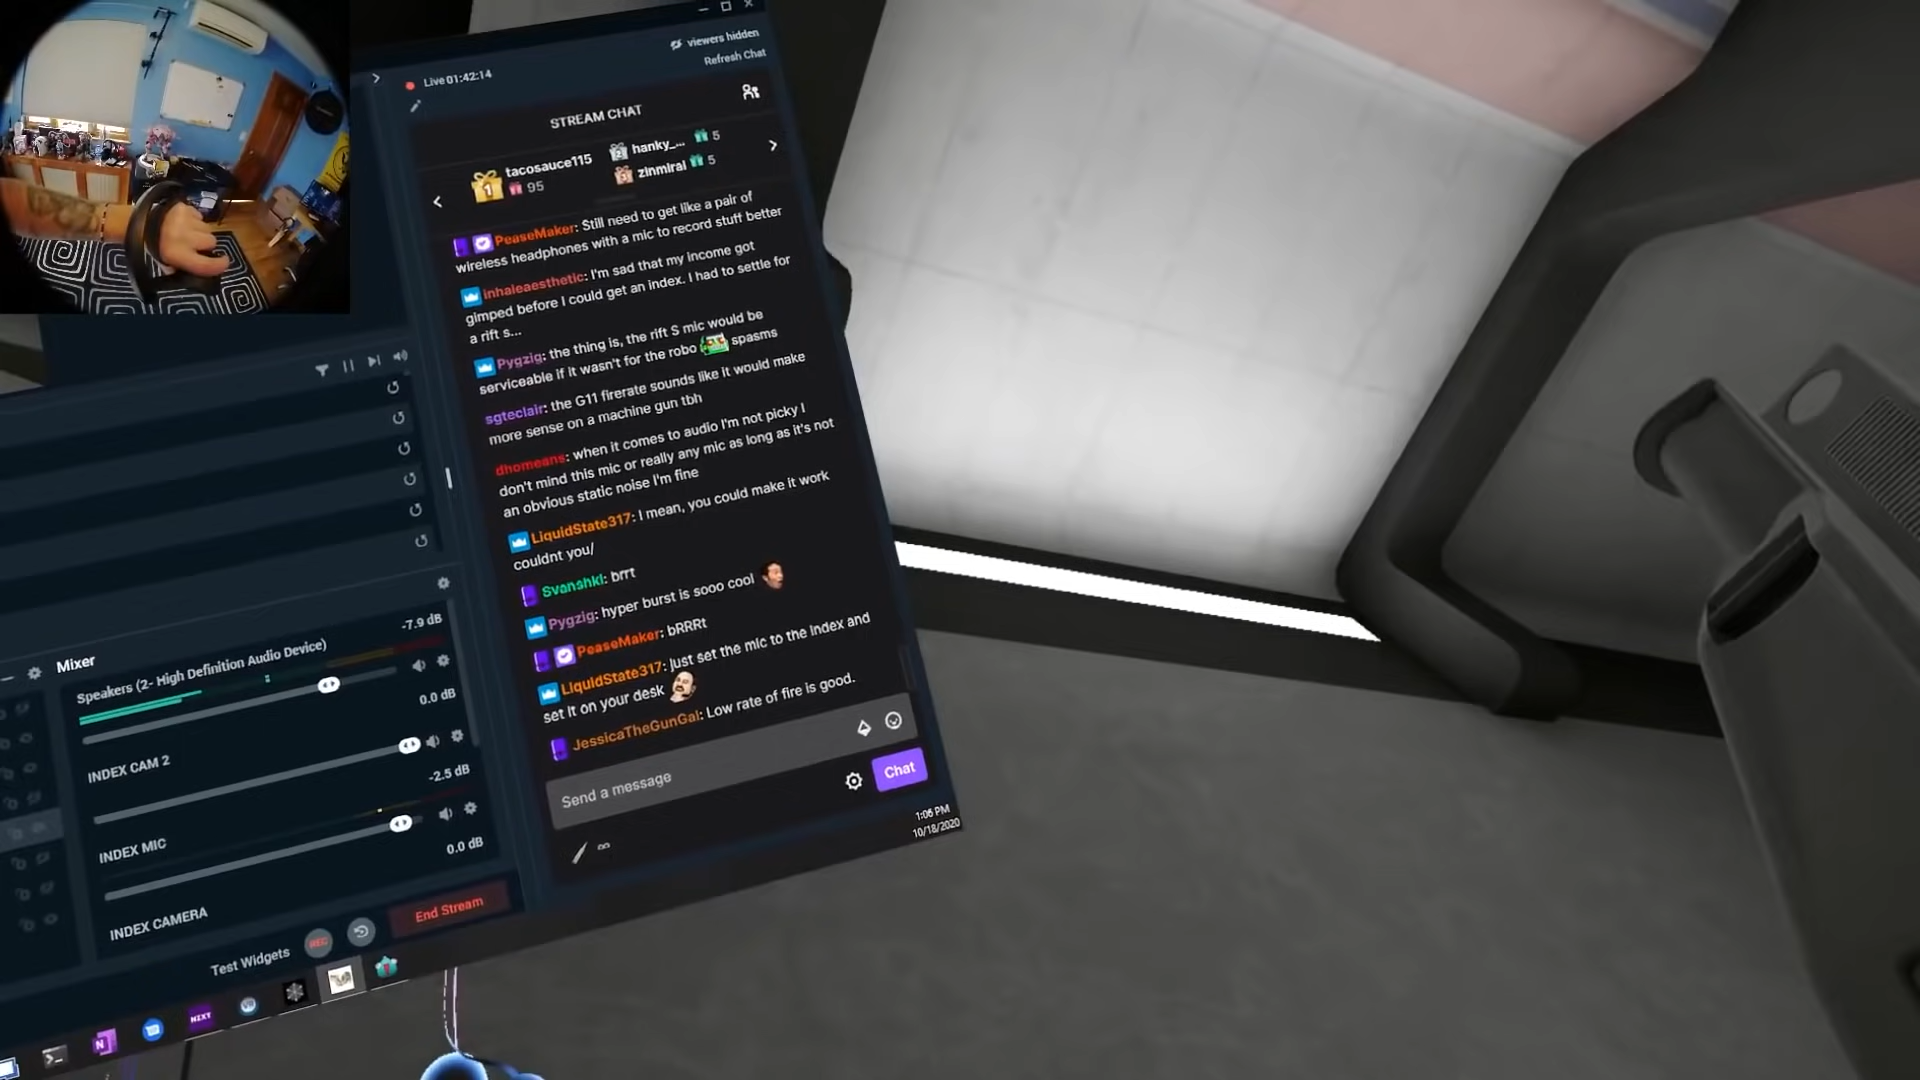 viewers hidden
Live 01:42:14
Refresh Chat
STREAM CHAT
tacosauce115
95
hanky_... 5
zinmirai 5
PeaseMaker: Still need to get like a pair of
wireless headphones with a mic to record stuff better
inhaleaesthetic: I'm sad that my income got
gimped before I could get an index. I had to settle for
a rift s...
Pygzig: the thing is, the rift S mic would be
serviceable if it wasn't for the robo spasms
sgteclair: the G11 firerate sounds like it would make
more sense on a machine gun tbh
dhomeans: when it comes to audio I'm not picky I
don't mind this mic or really any mic as long as it's not
an obvious static noise I'm fine
LiquidState317: I mean, you could make it work
couldnt you/
Svanshkl: brrt
Pygzig: hyper burst is sooo cool
PeaseMaker: bRRRt
LiquidState317: just set the mic to the Index and
set it on your desk
JessicaTheGunGal: Low rate of fire is good.
Send a message
Chat
1:06 PM
10/18/2020
Mixer
-7.9 dB
Speakers (2- High Definition Audio Device)
0.0 dB
INDEX CAM 2
-2.5 dB
INDEX MIC
0.0 dB
INDEX CAMERA
Test Widgets
REC
End Stream
NZXT